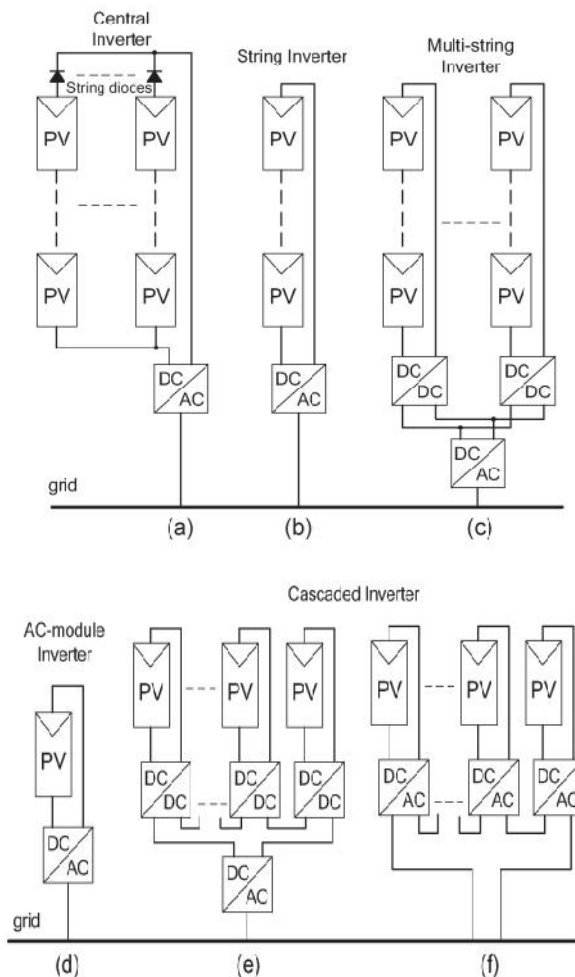 Central
Inverter
String Inverter
Multi-string
Inverter
String dioces
PV
PV
PV
PV
PV
PV
PV
PV
PV
PV
DC
AC
DC
AC
DC
DC
DC
DC
DC
AC
grid
(a)
(b)
(c)
Cascaded Inverter
AC-module
Inverter
PV
PV
PV
PV
PV
PV
PV
DC
DC
DC
DC
DC
DC
DC
AC
DC
AC
DC
AC
DC
AC
DC
AC
grid
(d)
(e)
(f)